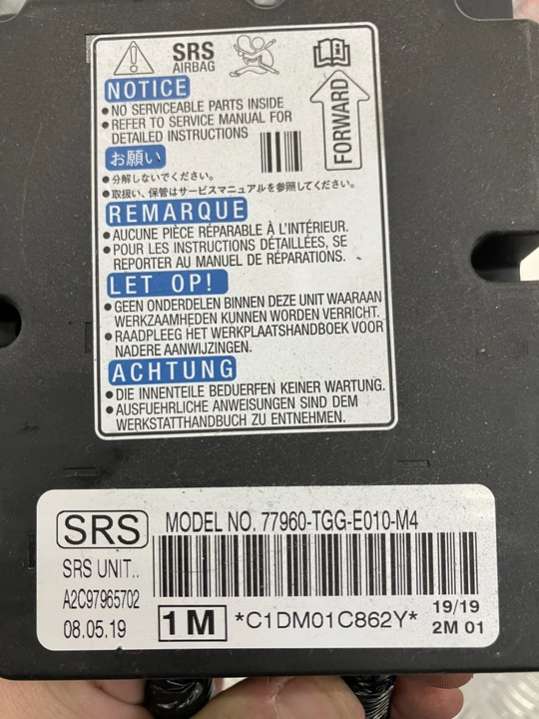 SRS
AIRBAG
FORWARD
NOTICE
• NO SERVICEABLE PARTS INSIDE
• REFER TO SERVICE MANUAL FOR
DETAILED INSTRUCTIONS
お願い
• 分解しないでください。
• 取扱い、保管はサービスマニュアルを参照してください。
REMARQUE
• AUCUNE PIÈCE RÉPARABLE À L'INTÉRIEUR.
• POUR LES INSTRUCTIONS DÉTAILLÉES, SE
REPORTER AU MANUEL DE RÉPARATIONS.
LET OP!
• GEEN ONDERDELEN BINNEN DEZE UNIT WAARAAN
WERKZAAMHEDEN KUNNEN WORDEN VERRICHT.
• RAADPLEEG HET WERKPLAATSHANDBOEK VOOR
NADERE AANWIJZINGEN.
ACHTUNG
• DIE INNENTEILE BEDUERFEN KEINER WARTUNG.
• AUSFUEHRLICHE ANWEISUNGEN SIND DEM
WERKSTATTHANDBUCH ZU ENTNEHMEN.
SRS
MODEL NO. 77960-TGG-E010-M4
SRS UNIT..
A2C97965702
08.05.19
1M
*C1DM01C862Y*
19/19
2M 01